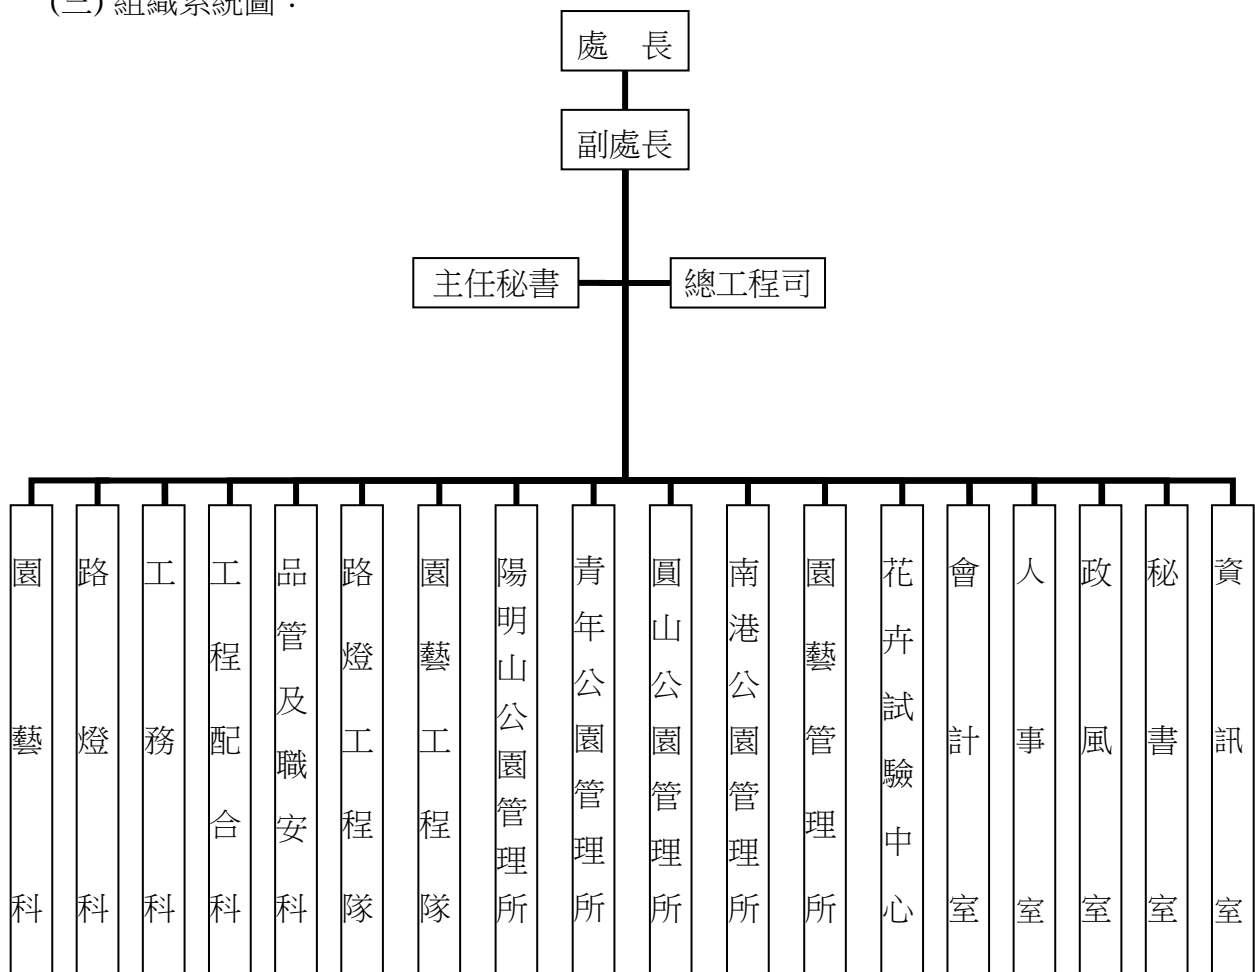 (三) 組織系統圖：
處　長
副處長
主任秘書
總工程司
園藝科
路燈科
工務科
工程配合科
品管及職安科
路燈工程隊
園藝工程隊
陽明山公園管理所
青年公園管理所
圓山公園管理所
南港公園管理所
園藝管理所
花卉試驗中心
會計室
人事室
政風室
秘書室
資訊室